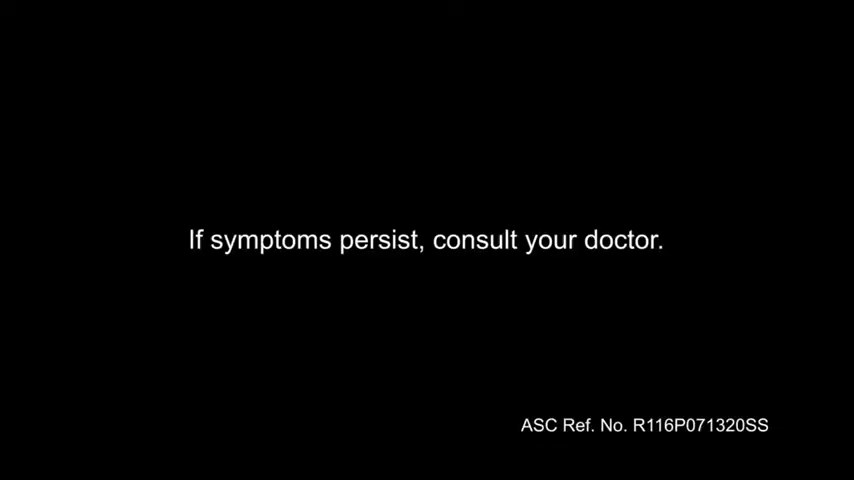 If symptoms persist, consult your doctor.
ASC Ref. No. R116P071320SS